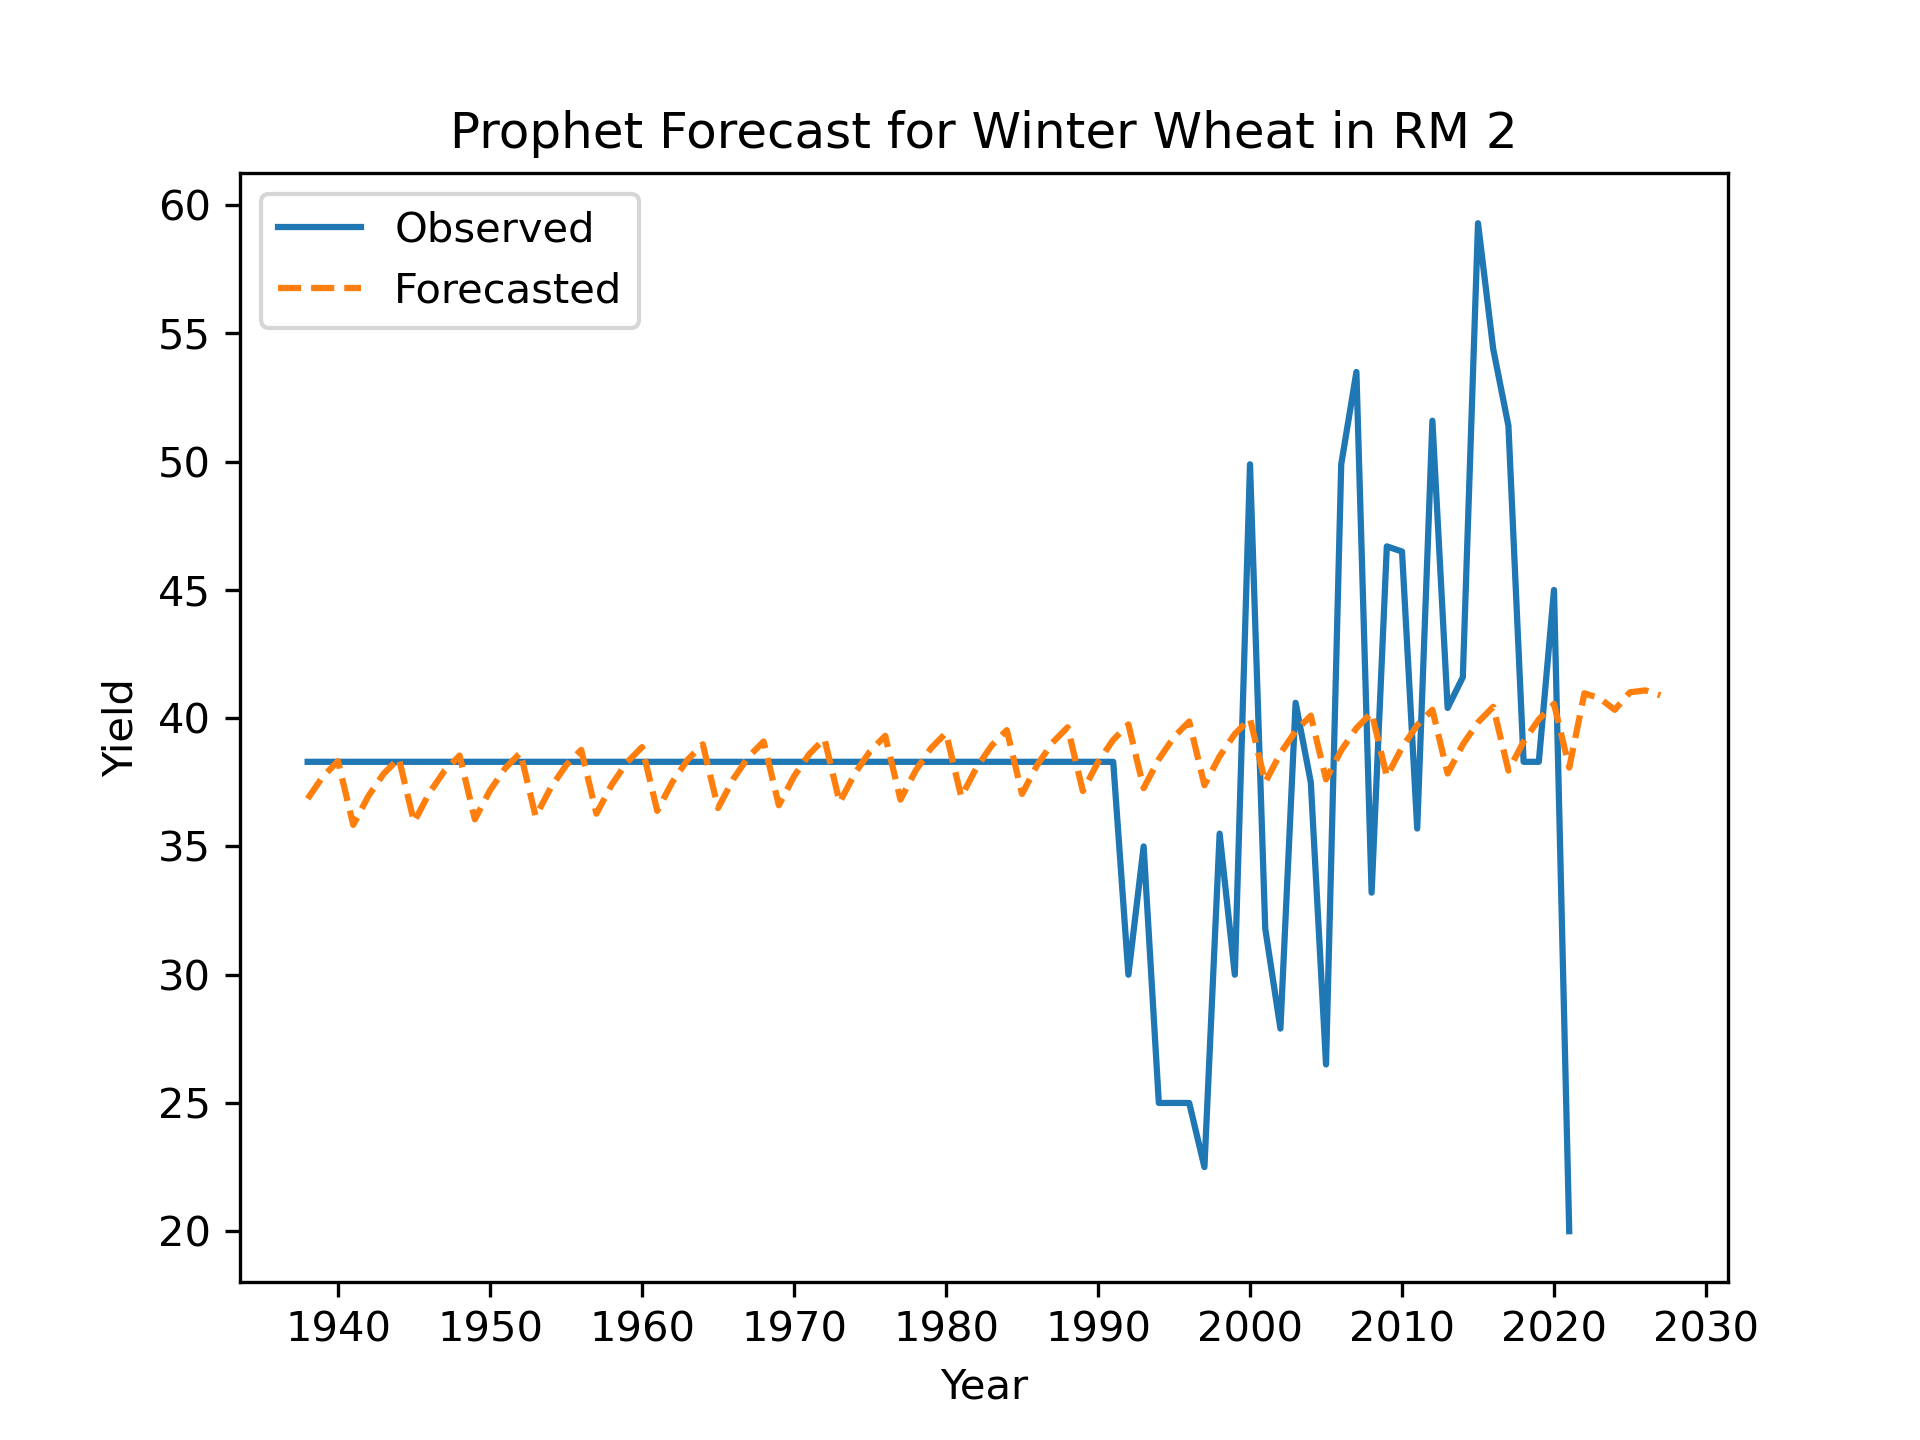 Prophet Forecast for Winter Wheat in RM 2
Observed
Forecasted
60
55
50
45
40
35
30
25
20
Yield
1940 1950 1960 1970 1980 1990 2000 2010 2020 2030
Year